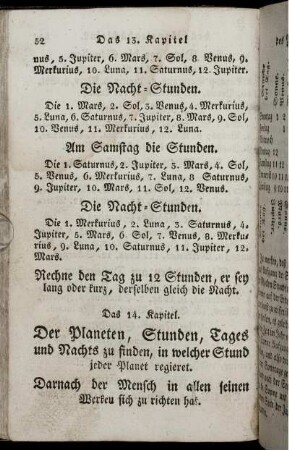 52 Das 13. Kapitel
nus, 5. Jupiter, 6. Mars, 7. Sol, 8 Venus, 9.
Merkurius, 10. Luna, 11. Saturnus, 12. Jupiter.
Die Nacht-Stunden.
Die 1. Mars, 2. Sol, 3. Venus, 4. Merkurius,
5. Luna, 6. Saturnus, 7. Jupiter, 8. Mars, 9. Sol,
10. Venus, 11. Merkurius, 12. Luna.
Am Samstag die Stunden.
Die 1. Saturnus, 2. Jupiter, 3. Mars, 4. Sol,
5. Venus, 6. Merkurius, 7. Luna, 8 Saturnus,
9. Jupiter, 10. Mars, 11. Sol, 12. Venus.
Die Nacht-Stunden.
Die 1. Merkurius, 2. Luna, 3. Saturnus, 4.
Jupiter, 5. Mars, 6. Sol, 7. Venus, 8. Merku-
rius, 9. Luna, 10. Saturnus, 11. Jupiter, 12.
Mars.
Rechne den Tag zu 12 Stunden, er sey
lang oder kurz, derselben gleich die Nacht.
Das 14. Kapitel.
Der Planeten, Stunden, Tages
und Nachts zu finden, in welcher Stund
jeder Planet regieret.
Darnach der Mensch in allen seinen
Werken sich zu richten hat.